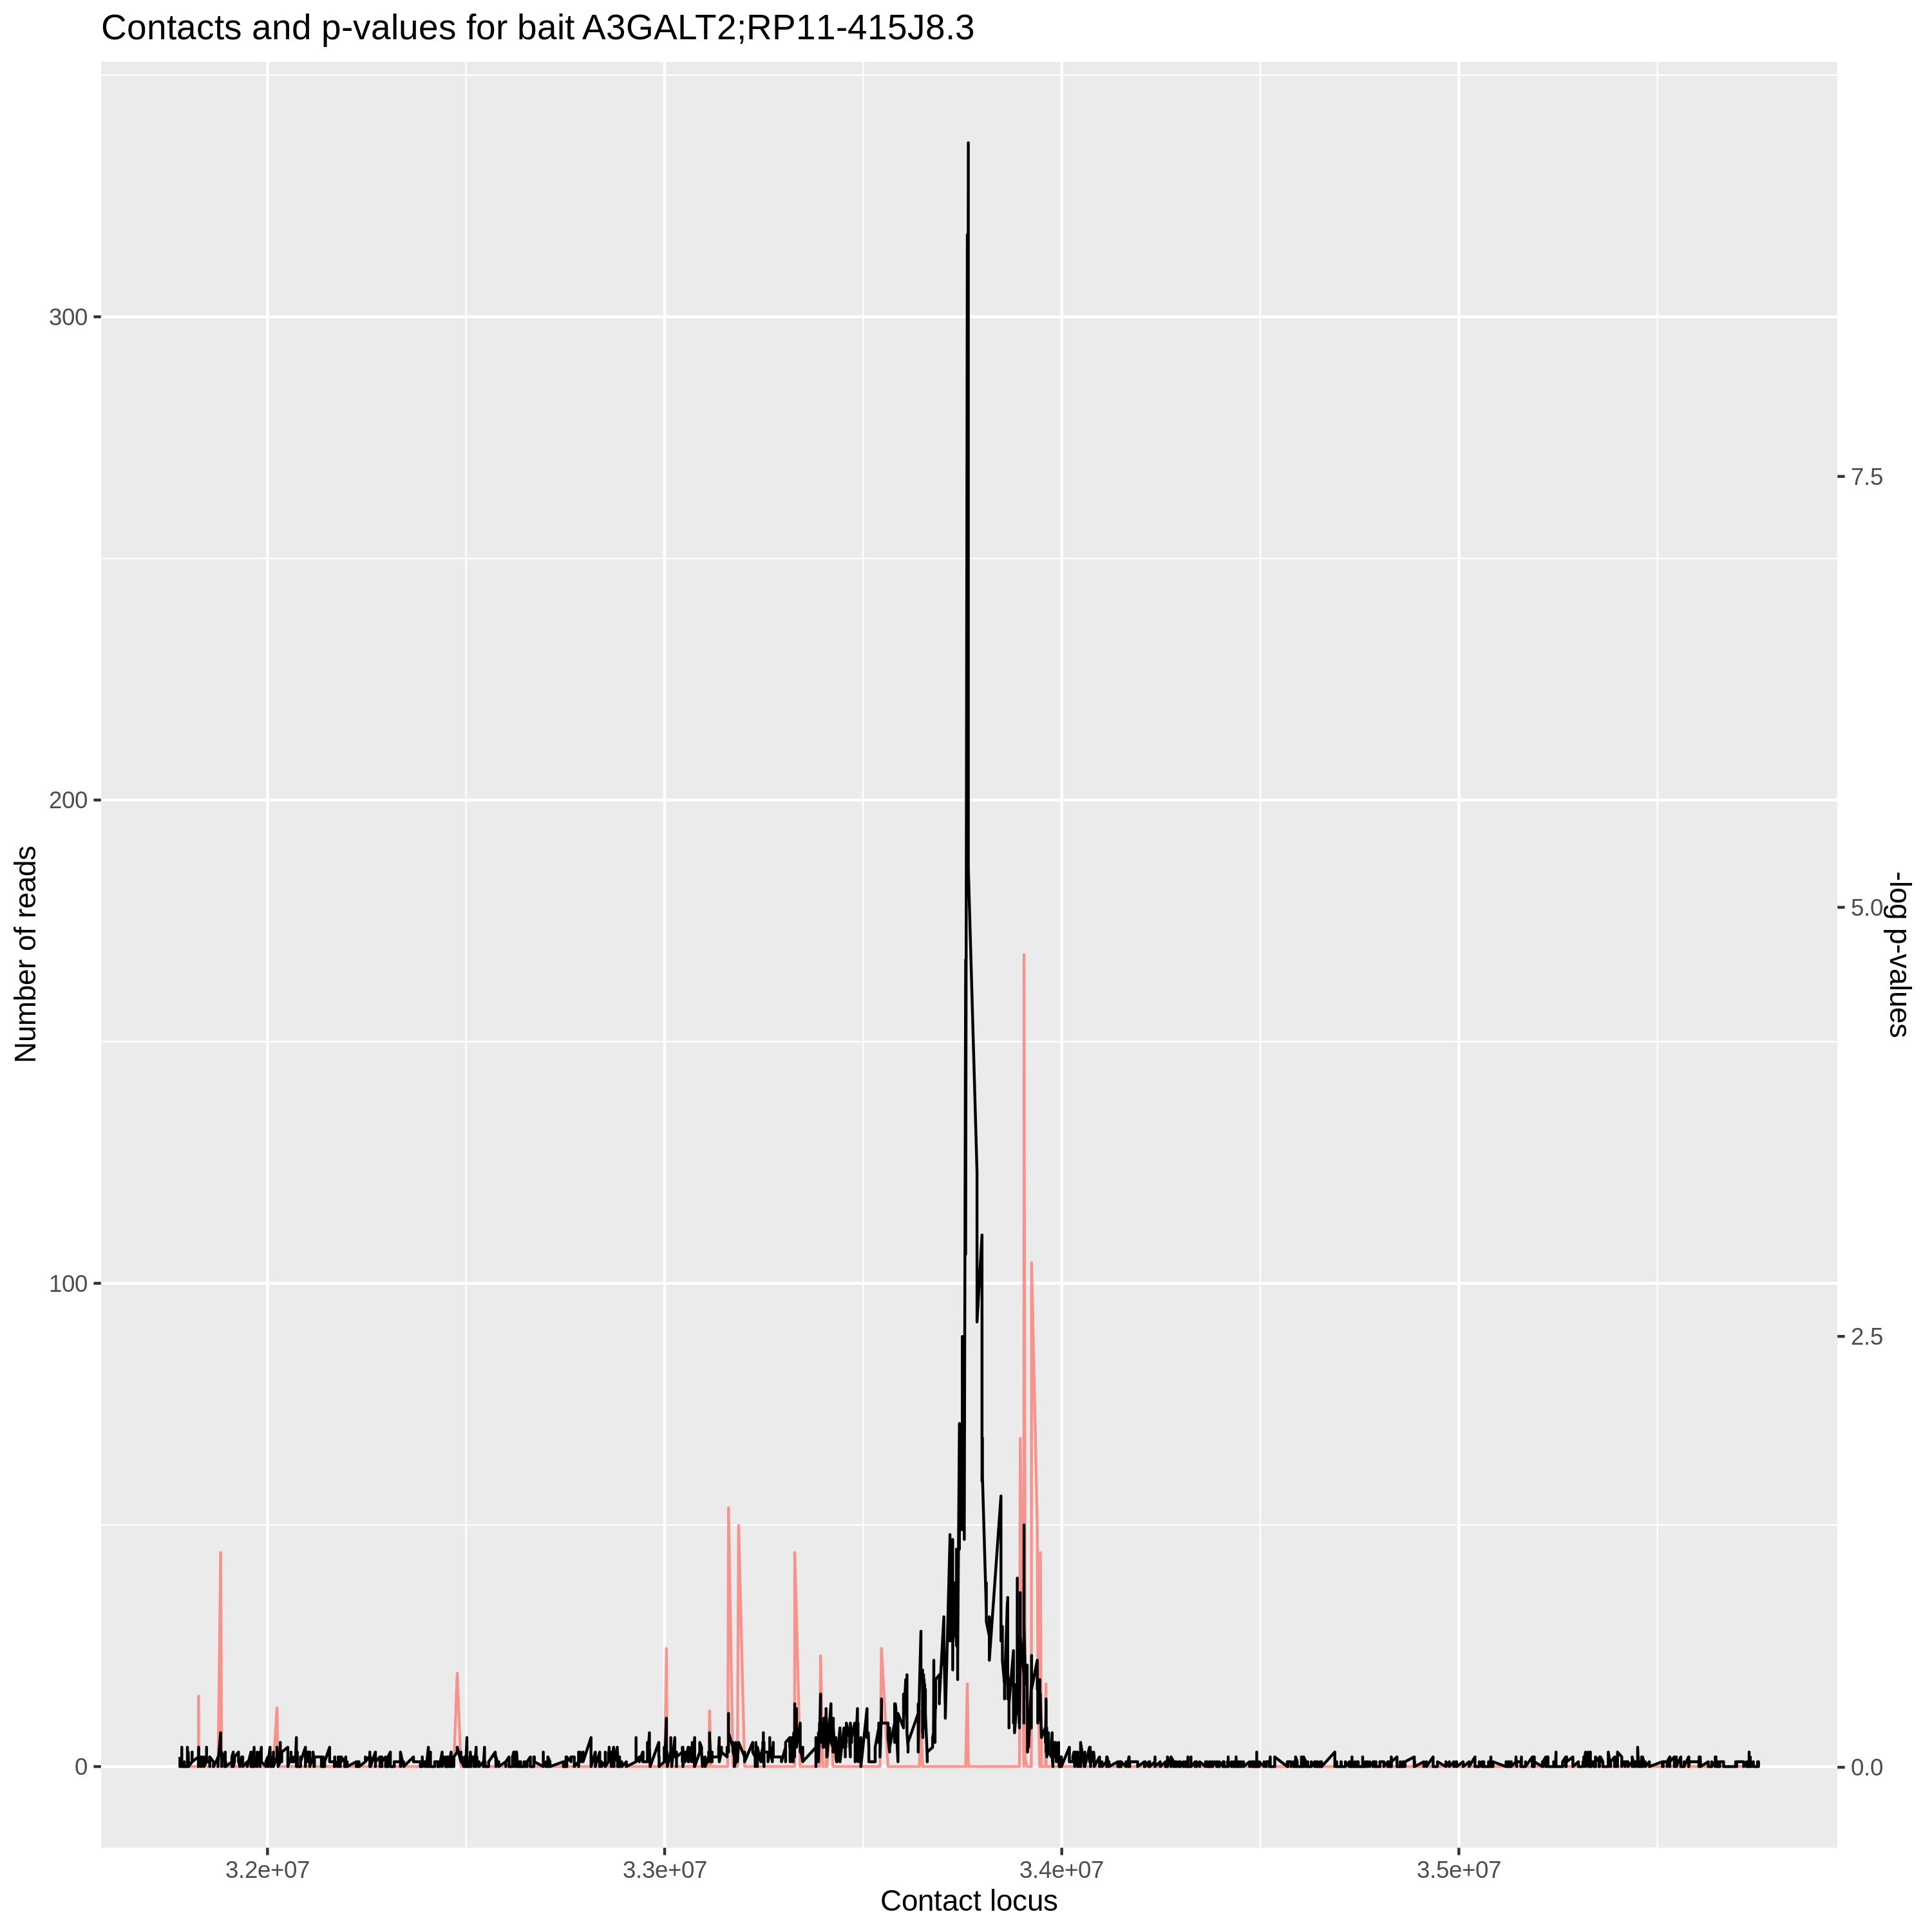 Contacts and p-values for bait A3GALT2;RP11-415J8.3
300
200
100
0
Number of reads
7.5
5.0
2.5
0.0
-log p-values
3.2e+07 3.3e+07 3.4e+07 3.5e+07
Contact locus